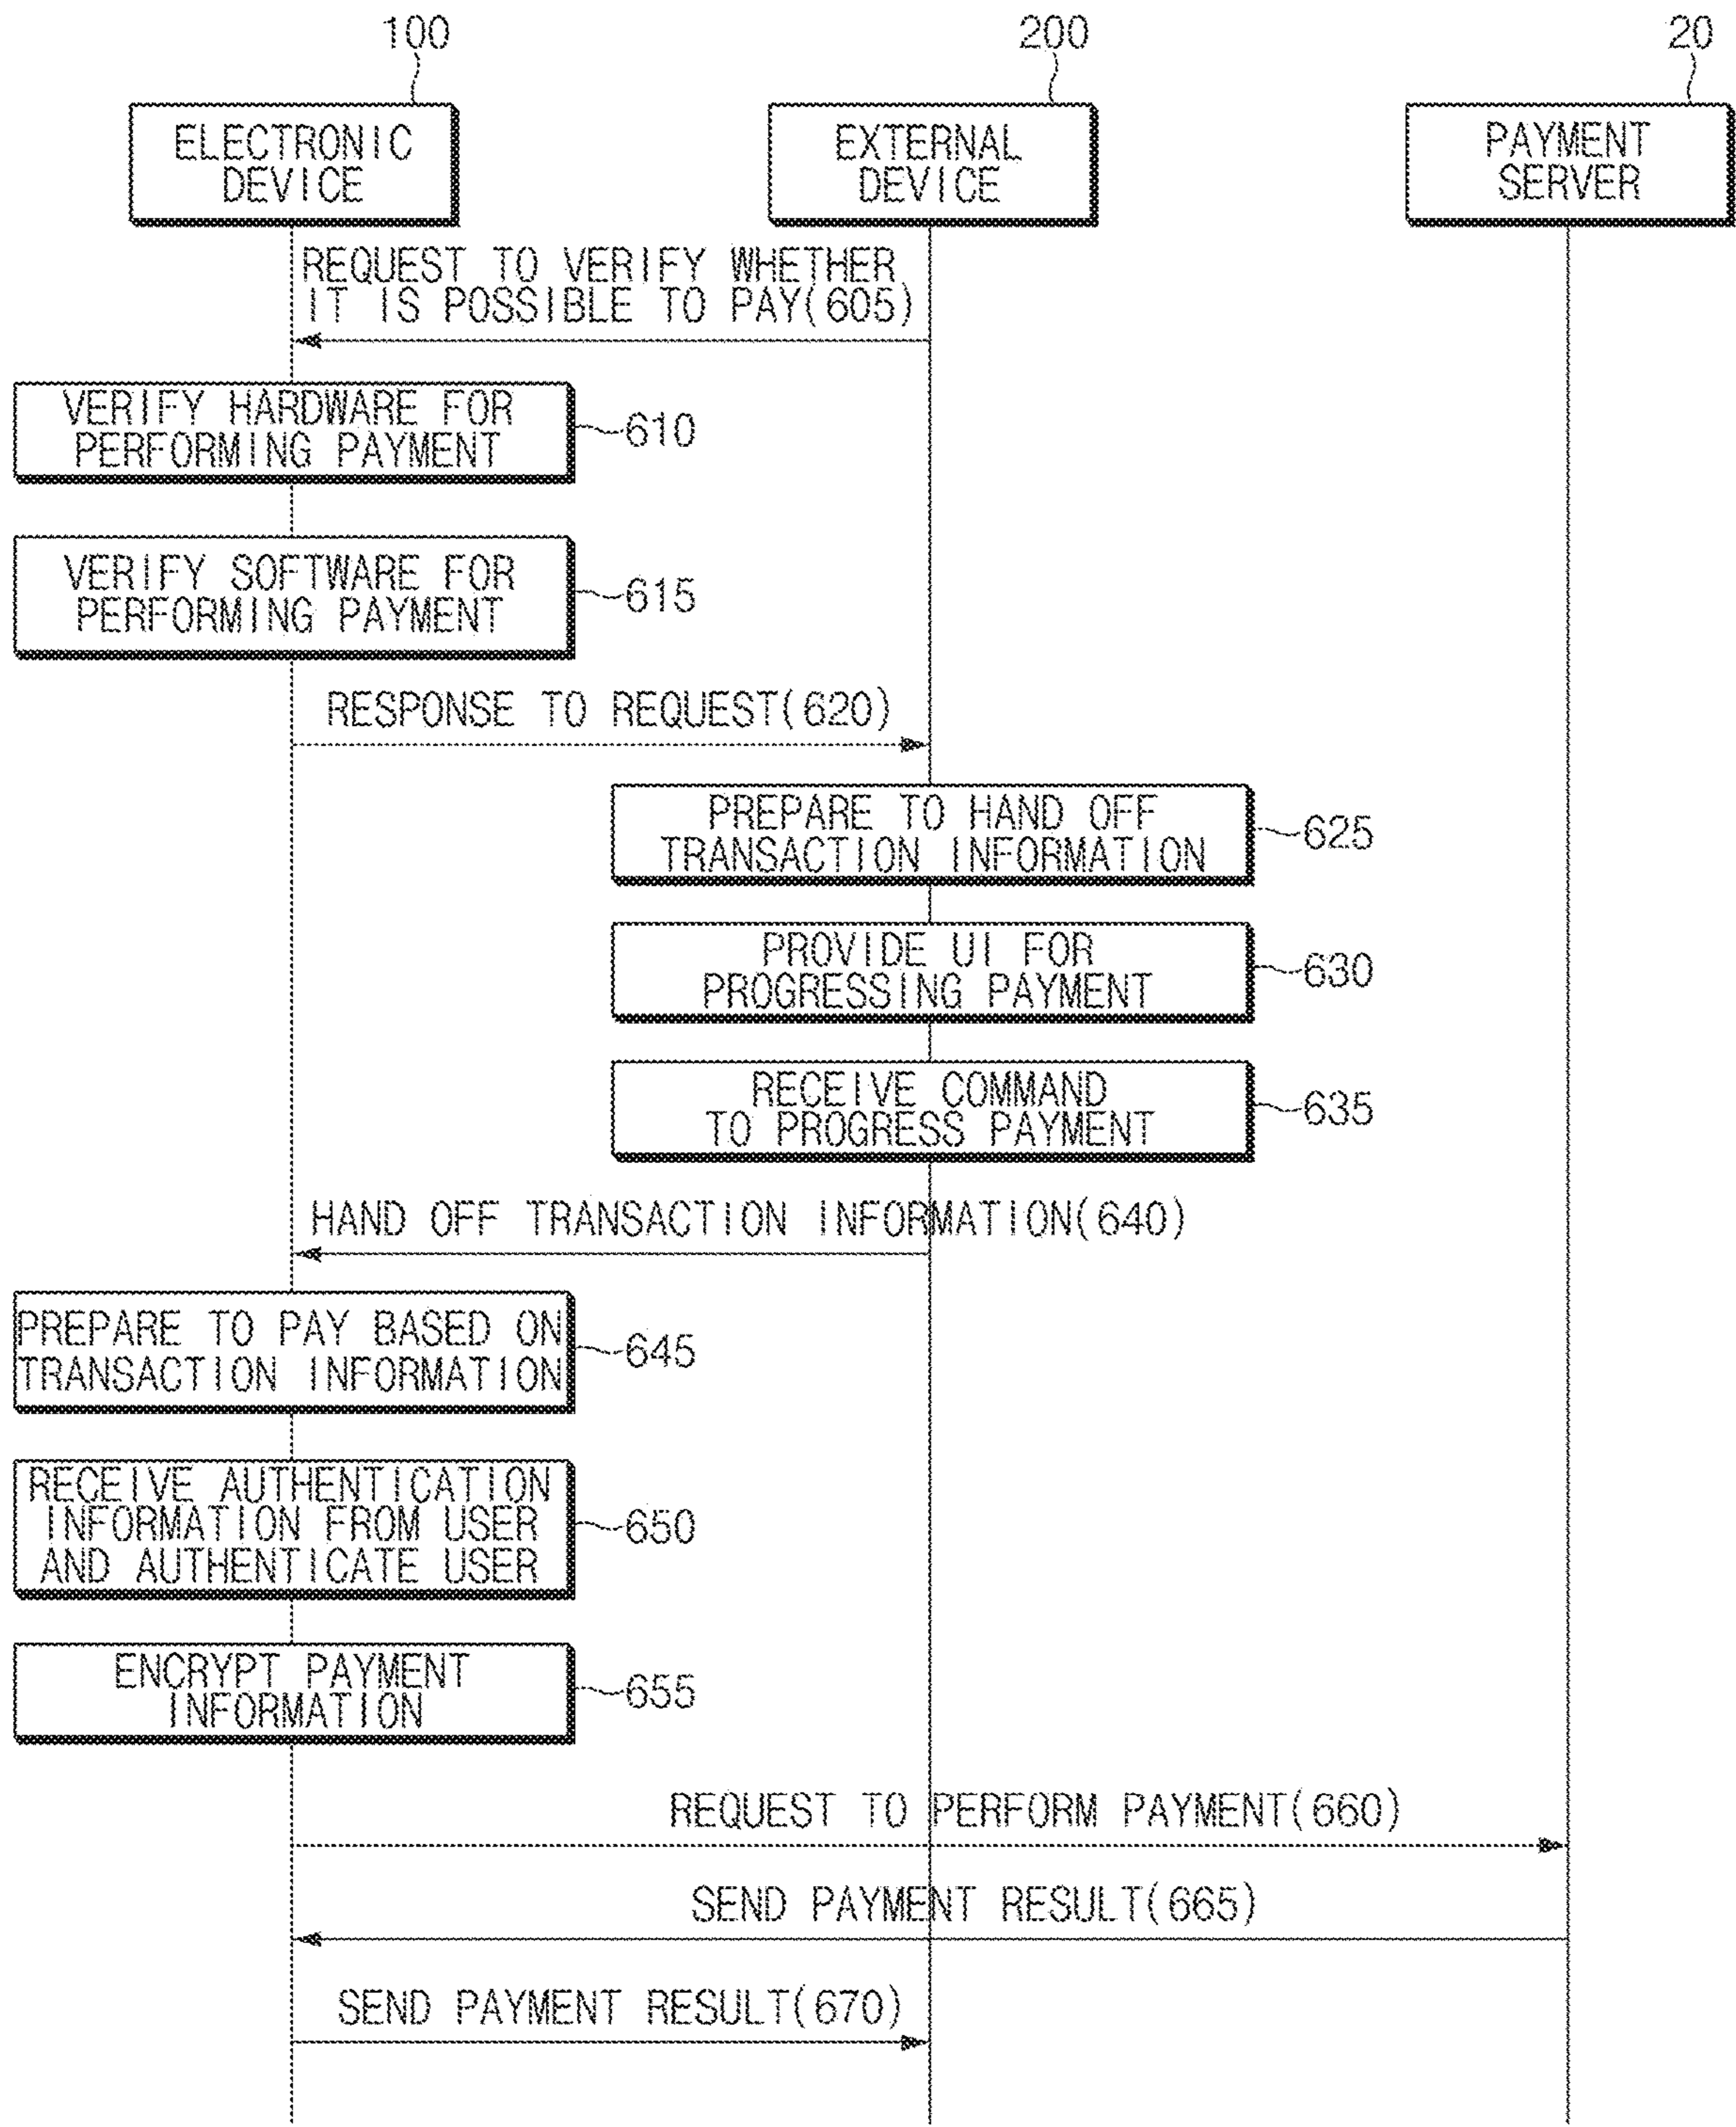 100
200
20
ELECTRONIC
DEVICE
EXTERNAL
DEVICE
PAYMENT
SERVER
REQUEST TO VERIFY WHETHER
IT IS POSSIBLE TO PAY(605)
VERIFY HARDWARE FOR
PERFORMING PAYMENT
610
VERIFY SOFTWARE FOR
PERFORMING PAYMENT
615
RESPONSE TO REQUEST(620)
PREPARE TO HAND OFF
TRANSACTION INFORMATION
625
PROVIDE UI FOR
PROGRESSING PAYMENT
630
RECEIVE COMMAND
TO PROGRESS PAYMENT
635
HAND OFF TRANSACTION INFORMATION(640)
PREPARE TO PAY BASED ON
TRANSACTION INFORMATION
645
RECEIVE AUTHENTICATION
INFORMATION FROM USER
AND AUTHENTICATE USER
650
ENCRYPT PAYMENT
INFORMATION
655
REQUEST TO PERFORM PAYMENT(660)
SEND PAYMENT RESULT(665)
SEND PAYMENT RESULT(670)